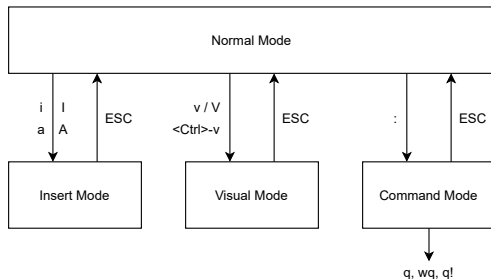 Normal Mode
i I
a A
ESC
v / V
<Ctrl>-v
ESC
:
ESC
Insert Mode
Visual Mode
Command Mode
q, wq, q!